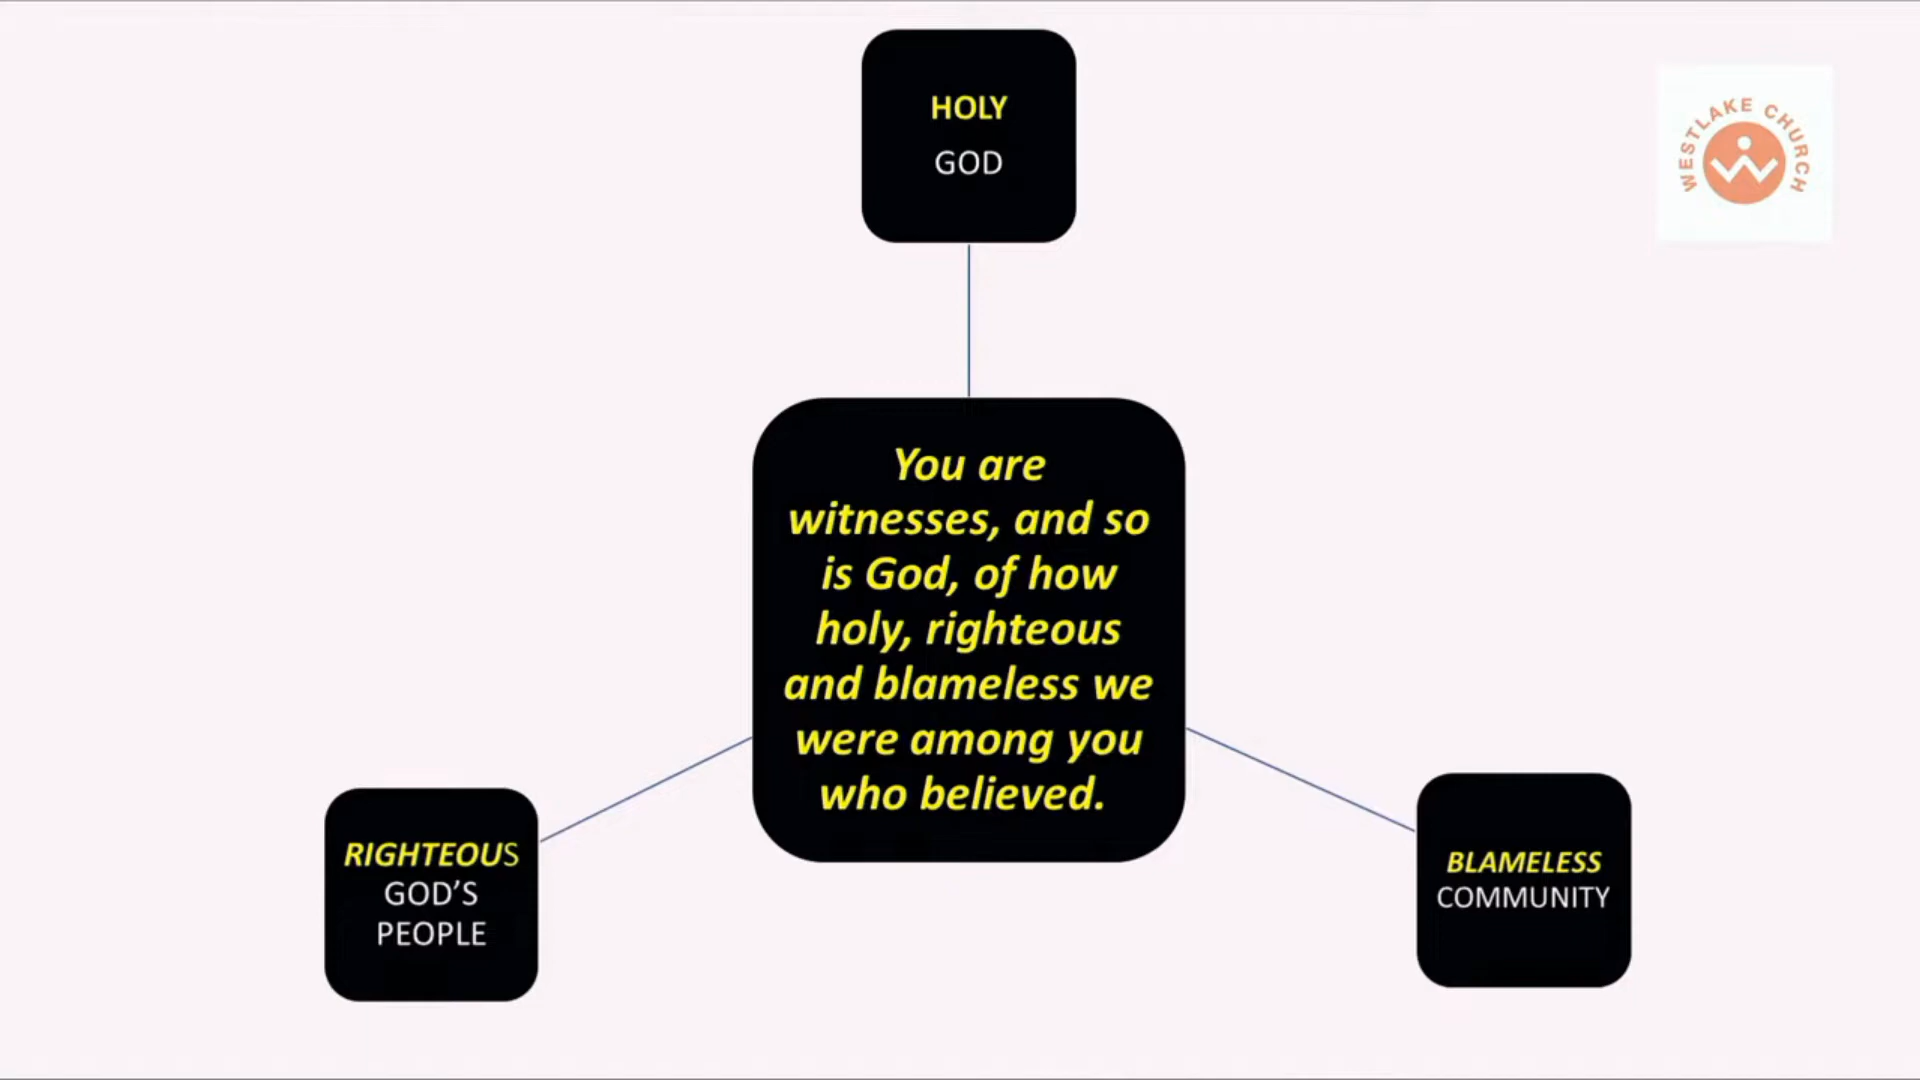 HOLY
GOD
WESTLAKE CHURCH
You are
witnesses, and so
is God, of how
holy, righteous
and blameless we
were among you
who believed.
RIGHTEOUS
GOD’S
PEOPLE
BLAMELESS
COMMUNITY